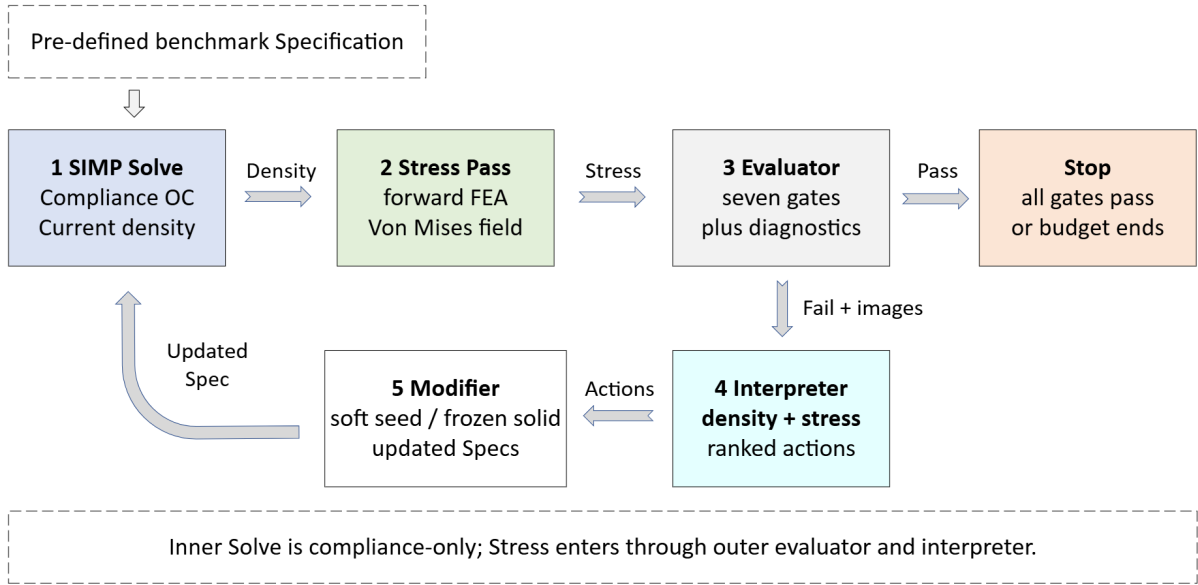 Pre-defined benchmark Specification
1 SIMP Solve
Compliance OC
Current density
Density
2 Stress Pass
forward FEA
Von Mises field
Stress
3 Evaluator
seven gates
plus diagnostics
Pass
Stop
all gates pass
or budget ends
Fail + images
4 Interpreter
density + stress
ranked actions
Actions
5 Modifier
soft seed / frozen solid
updated Specs
Updated
Spec
Inner Solve is compliance-only; Stress enters through outer evaluator and interpreter.